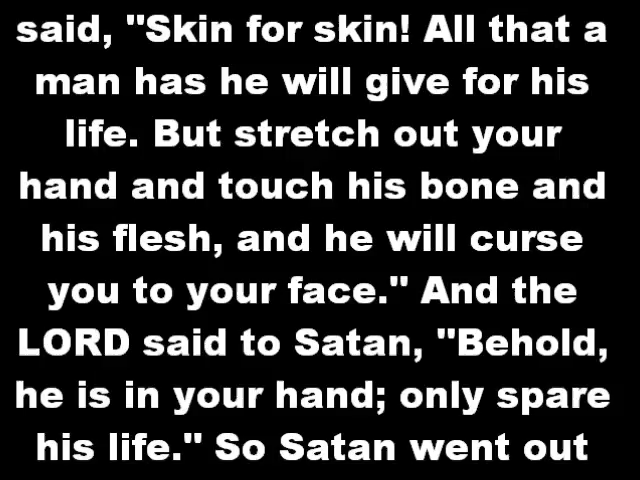 said, "Skin for skin! All that a
man has he will give for his
life. But stretch out your
hand and touch his bone and
his flesh, and he will curse
you to your face." And the
LORD said to Satan, "Behold,
he is in your hand; only spare
his life." So Satan went out